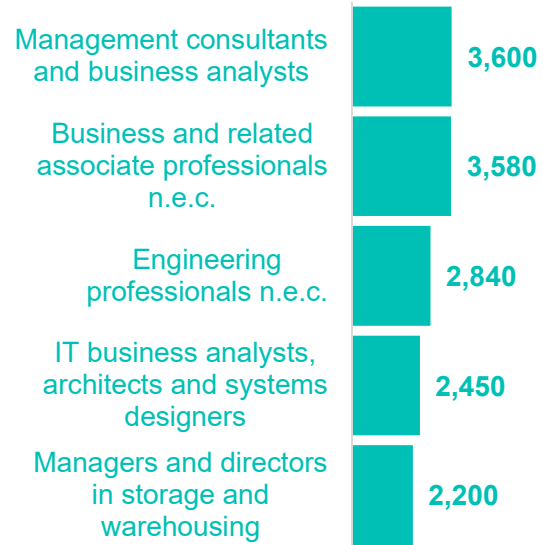 Management consultants
and business analysts
3,600
Business and related
associate professionals
n.e.c.
3,580
Engineering
professionals n.e.c.
2,840
IT business analysts,
architects and systems
designers
2,450
Managers and directors
in storage and
warehousing
2,200